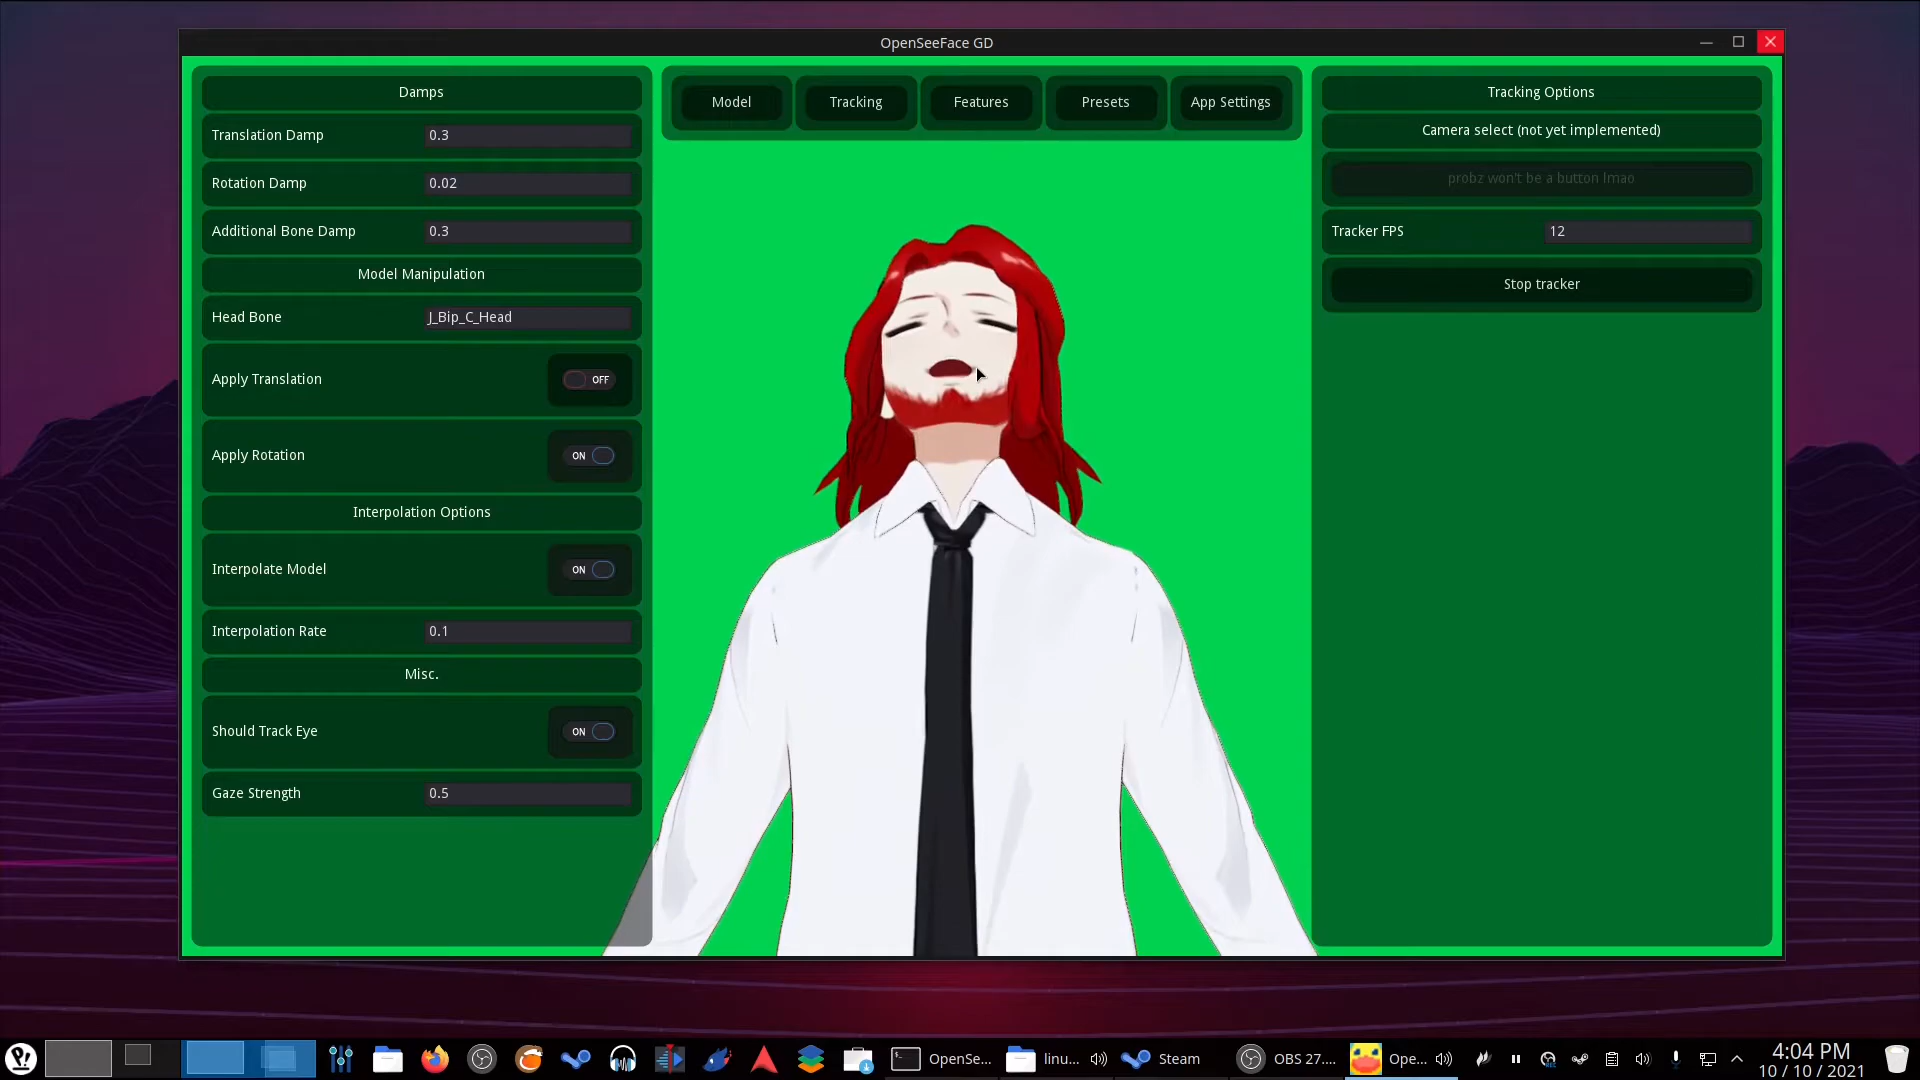 OpenSeeFace GD
Damps
Translation Damp 0.3
Rotation Damp 0.02
Additional Bone Damp 0.3
Model Manipulation
Head Bone J_Bip_C_Head
Apply Translation OFF
Apply Rotation ON
Interpolation Options
Interpolate Model ON
Interpolation Rate 0.1
Misc.
Should Track Eye ON
Gaze Strength 0.5
Model Tracking Features Presets App Settings
Tracking Options
Camera select (not yet implemented)
probz won't be a button lmao
Tracker FPS 12
Stop tracker
OpenSe... linu... Steam OBS 27.... Ope... 4:04 PM
10 / 10 / 2021